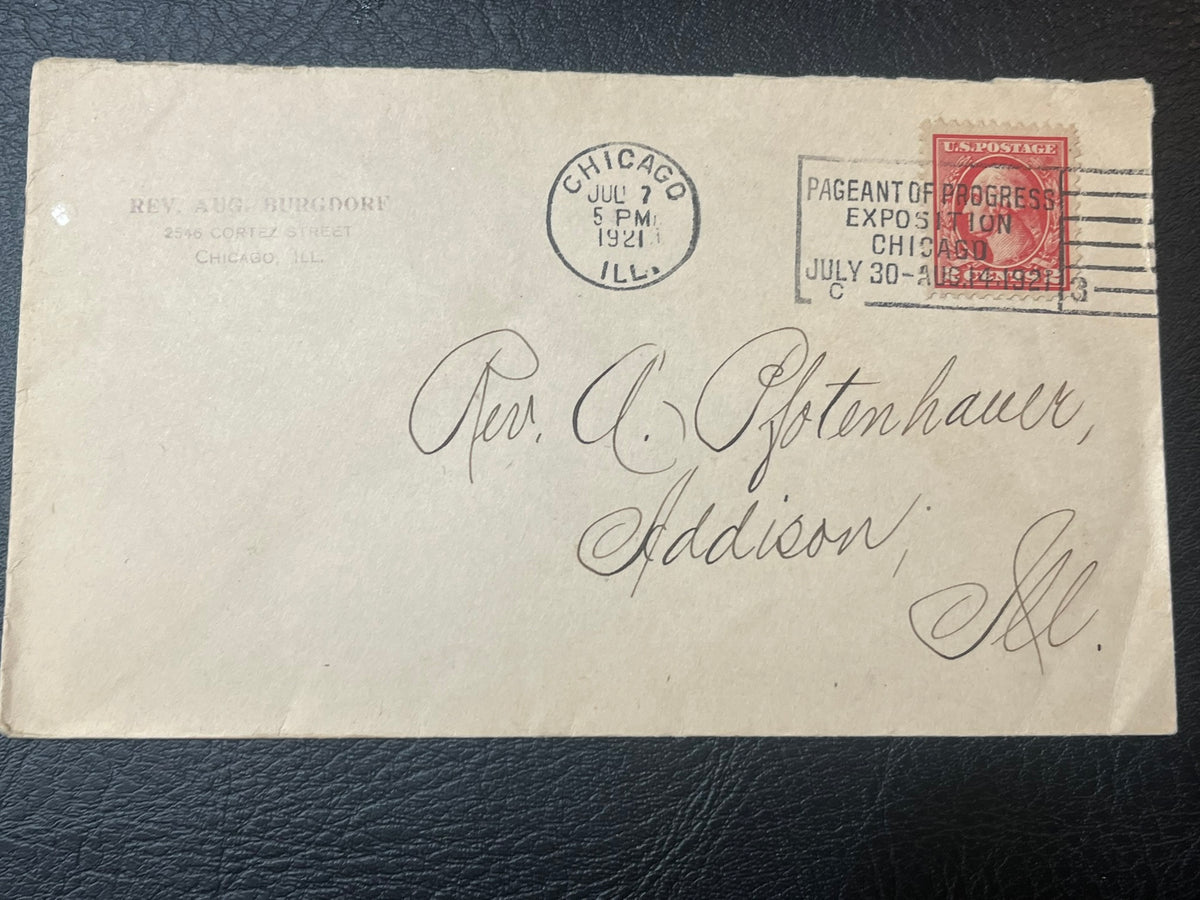 REV. AUG. BURGDORF
2546 CORTEZ STREET
CHICAGO, ILL.
CHICAGO
JUL 7
5 PM
1921
ILL.
U.S. POSTAGE
PAGEANT OF PROGRESS
EXPOSITION
CHICAGO
JULY 30-AUG.14.1921
C
3
Rev. A. Pfotenhauer,
Addison,
Ill.